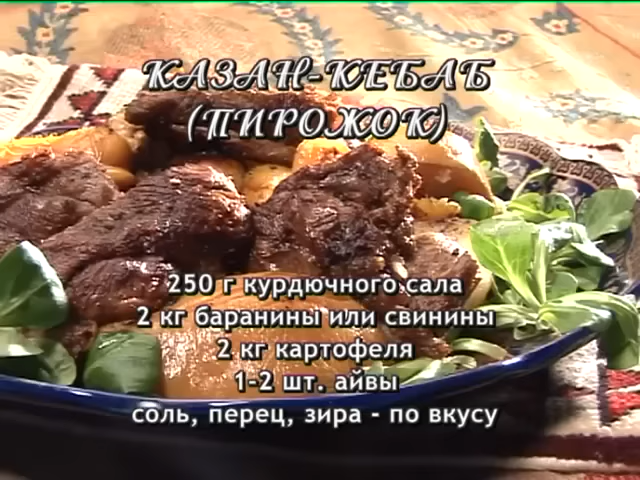 КАЗАН-КЕБАБ
(ПИРОЖОК)
250 г курдючного сала
2 кг баранины или свинины
2 кг картофеля
1-2 шт. айвы
соль, перец, зира - по вкусу